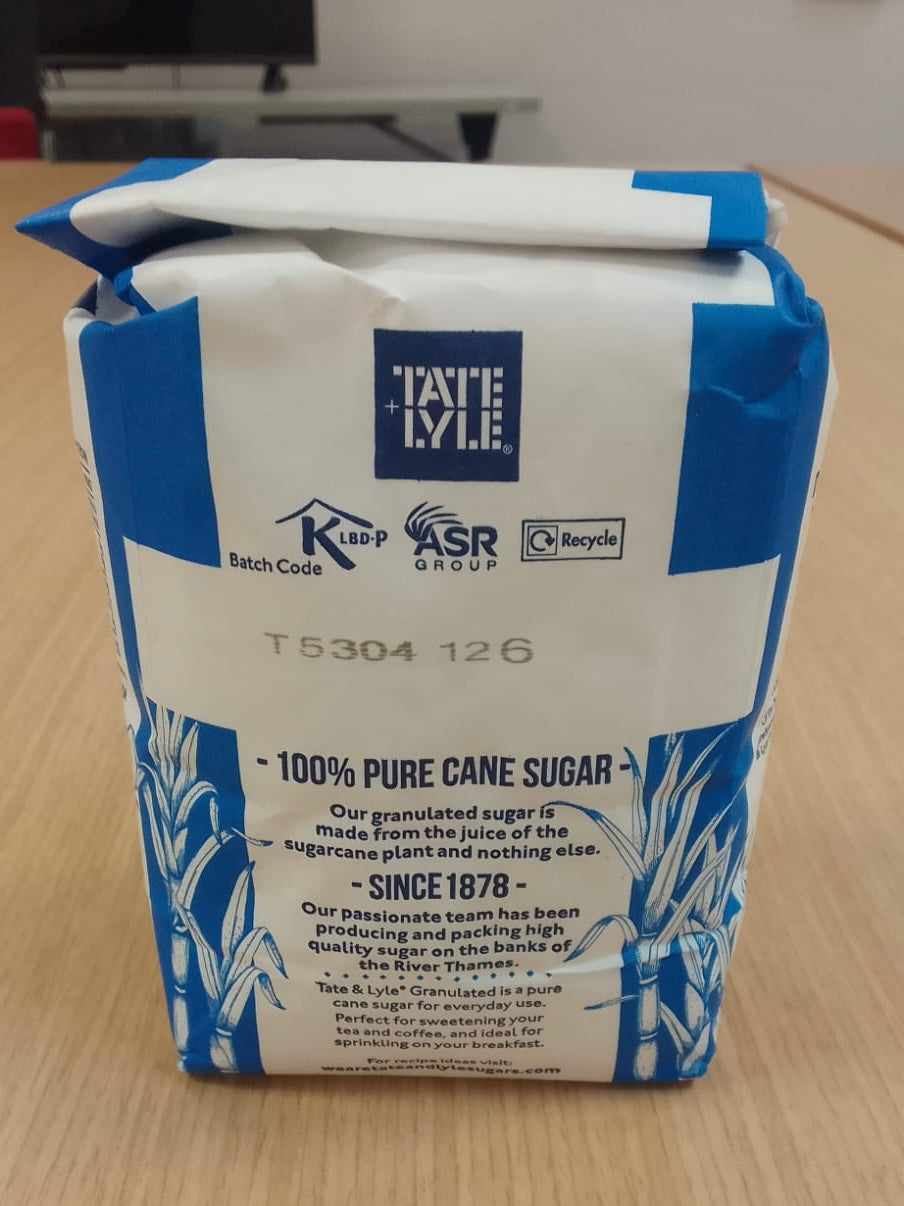 TATE
+LYLE®
K LBD-P
ASR
GROUP
Recycle
Batch Code
T5304 126
- 100% PURE CANE SUGAR -
Our granulated sugar is
made from the juice of the
sugarcane plant and nothing else.
- SINCE 1878 -
Our passionate team has been
producing and packing high
quality sugar on the banks of
the River Thames.
Tate & Lyle® Granulated is a pure
cane sugar for everyday use.
Perfect for sweetening your
tea and coffee, and ideal for
sprinkling on your breakfast.
For recipe ideas visit:
wearetateandlylesugars.com